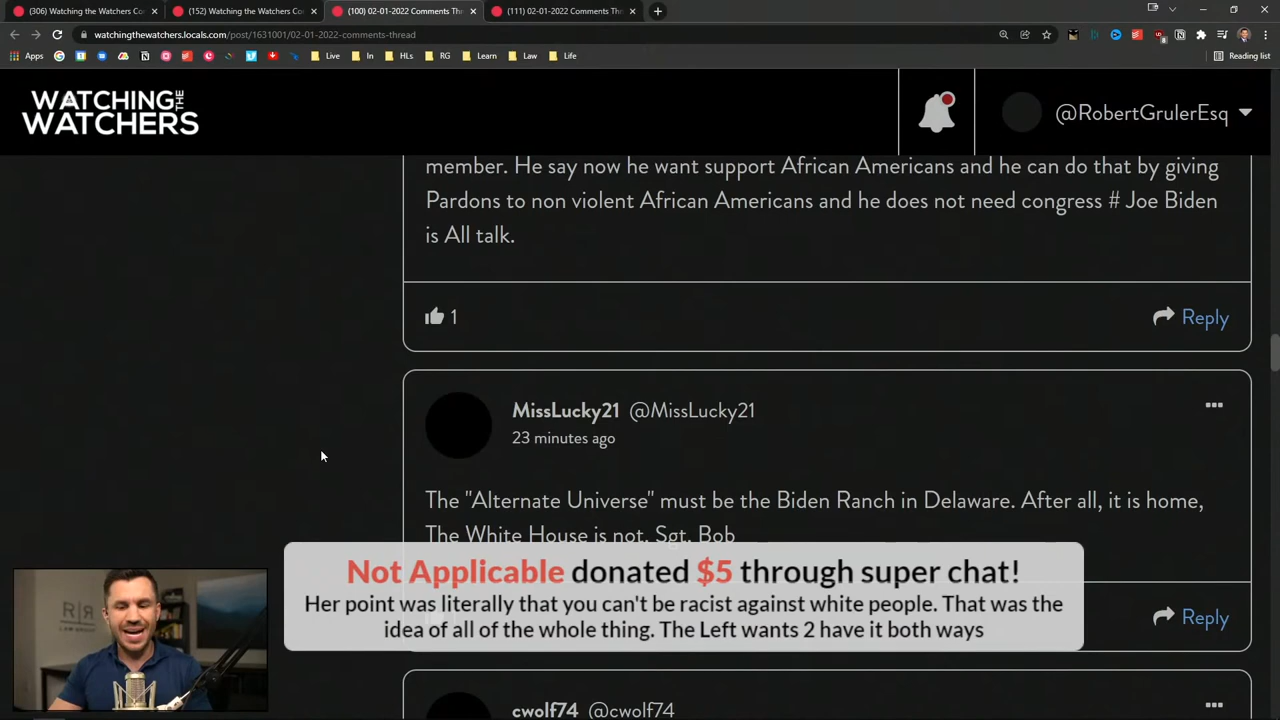 (306) Watching the Watchers Co
(152) Watching the Watchers Co
(100) 02-01-2022 Comments Th
(111) 02-01-2022 Comments Th
watchingthewatchers.locals.com/post/1631001/02-01-2022-comments-thread
Apps
Live
In
HLs
RG
Learn
Law
Life
Reading list
WATCHING THE
WATCHERS
@RobertGrulerEsq
member. He say now he want support African Americans and he can do that by giving
Pardons to non violent African Americans and he does not need congress # Joe Biden
is All talk.
1
Reply
MissLucky21 @MissLucky21
23 minutes ago
The "Alternate Universe" must be the Biden Ranch in Delaware. After all, it is home,
The White House is not. Sgt. Bob
Not Applicable donated $5 through super chat!
Her point was literally that you can't be racist against white people. That was the
idea of all of the whole thing. The Left wants 2 have it both ways
Reply
R|R
cwolf74 @cwolf74